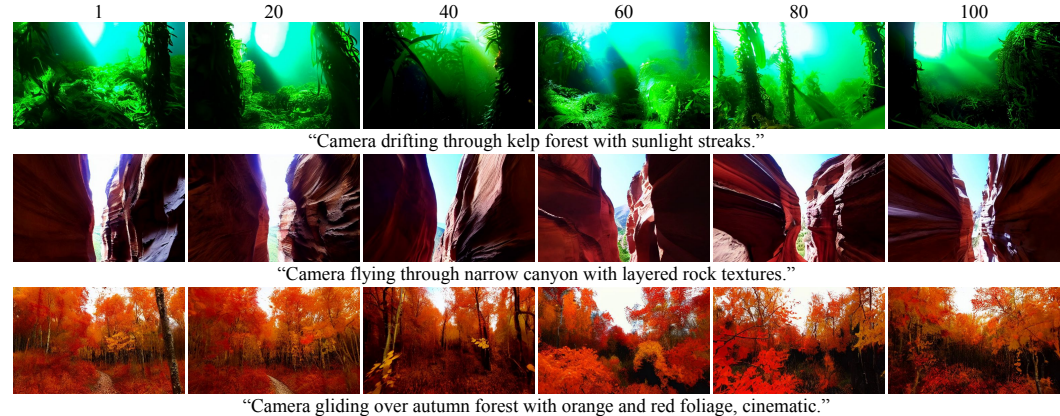 1 20 40 60 80 100
“Camera drifting through kelp forest with sunlight streaks.”
“Camera flying through narrow canyon with layered rock textures.”
“Camera gliding over autumn forest with orange and red foliage, cinematic.”